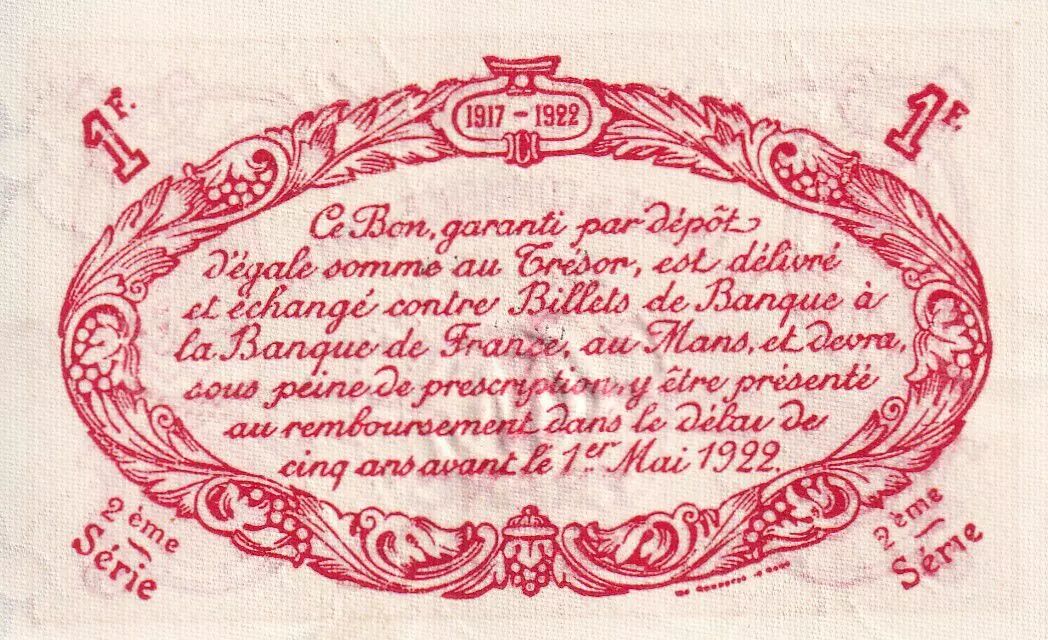 1F.
1917 - 1922
1F.
Ce Bon, garanti par dépôt
d'égale somme au Trésor, est délivré
et échangé contre Billets de Banque à
la Banque de France, au Mans, et devra,
sous peine de prescription, y être présenté
au remboursement dans le délai de
cinq ans avant le 1er Mai 1922.
2ème
Série
2ème
Série